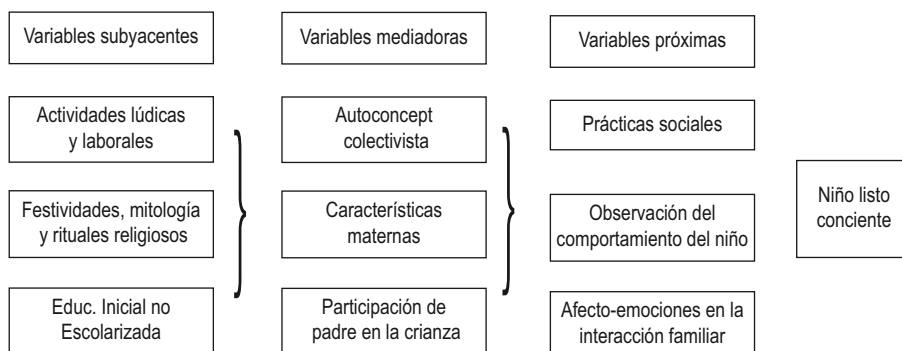 Variables subyacentes
Variables mediadoras
Variables próximas
Actividades lúdicas
y laborales
Autoconcept
colectivista
Prácticas sociales
Festividades, mitología
y rituales religiosos
Características
maternas
Observación del
comportamiento del niño
Niño listo
conciente
Educ. Inicial no
Escolarizada
Participación de
padre en la crianza
Afecto-emociones en la
interacción familiar